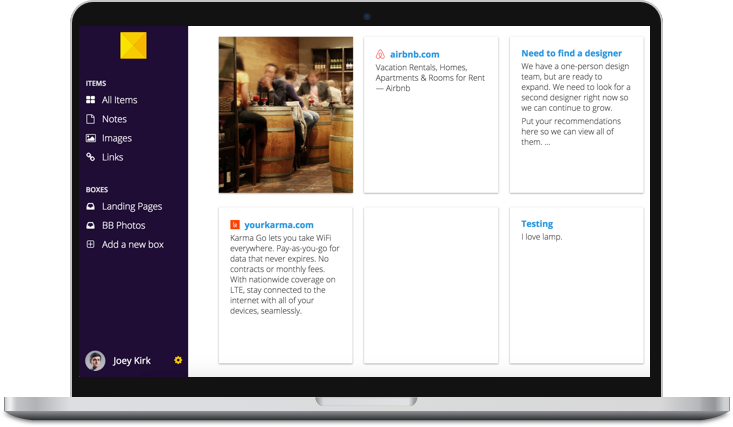 ITEMS
All Items
Notes
Images
Links
BOXES
Landing Pages
BB Photos
Add a new box
Joey Kirk
airbnb.com
Vacation Rentals, Homes,
Apartments & Rooms for Rent
— Airbnb
Need to find a designer
We have a one-person design
team, but are ready to
expand. We need to look for a
second designer right now so
we can continue to grow.
Put your recommendations
here so we can view all of
them. ...
yourkarma.com
Karma Go lets you take WiFi
everywhere. Pay-as-you-go for
data that never expires. No
contracts or monthly fees.
With nationwide coverage on
LTE, stay connected to the
internet with all of your
devices, seamlessly.
Testing
I love lamp.